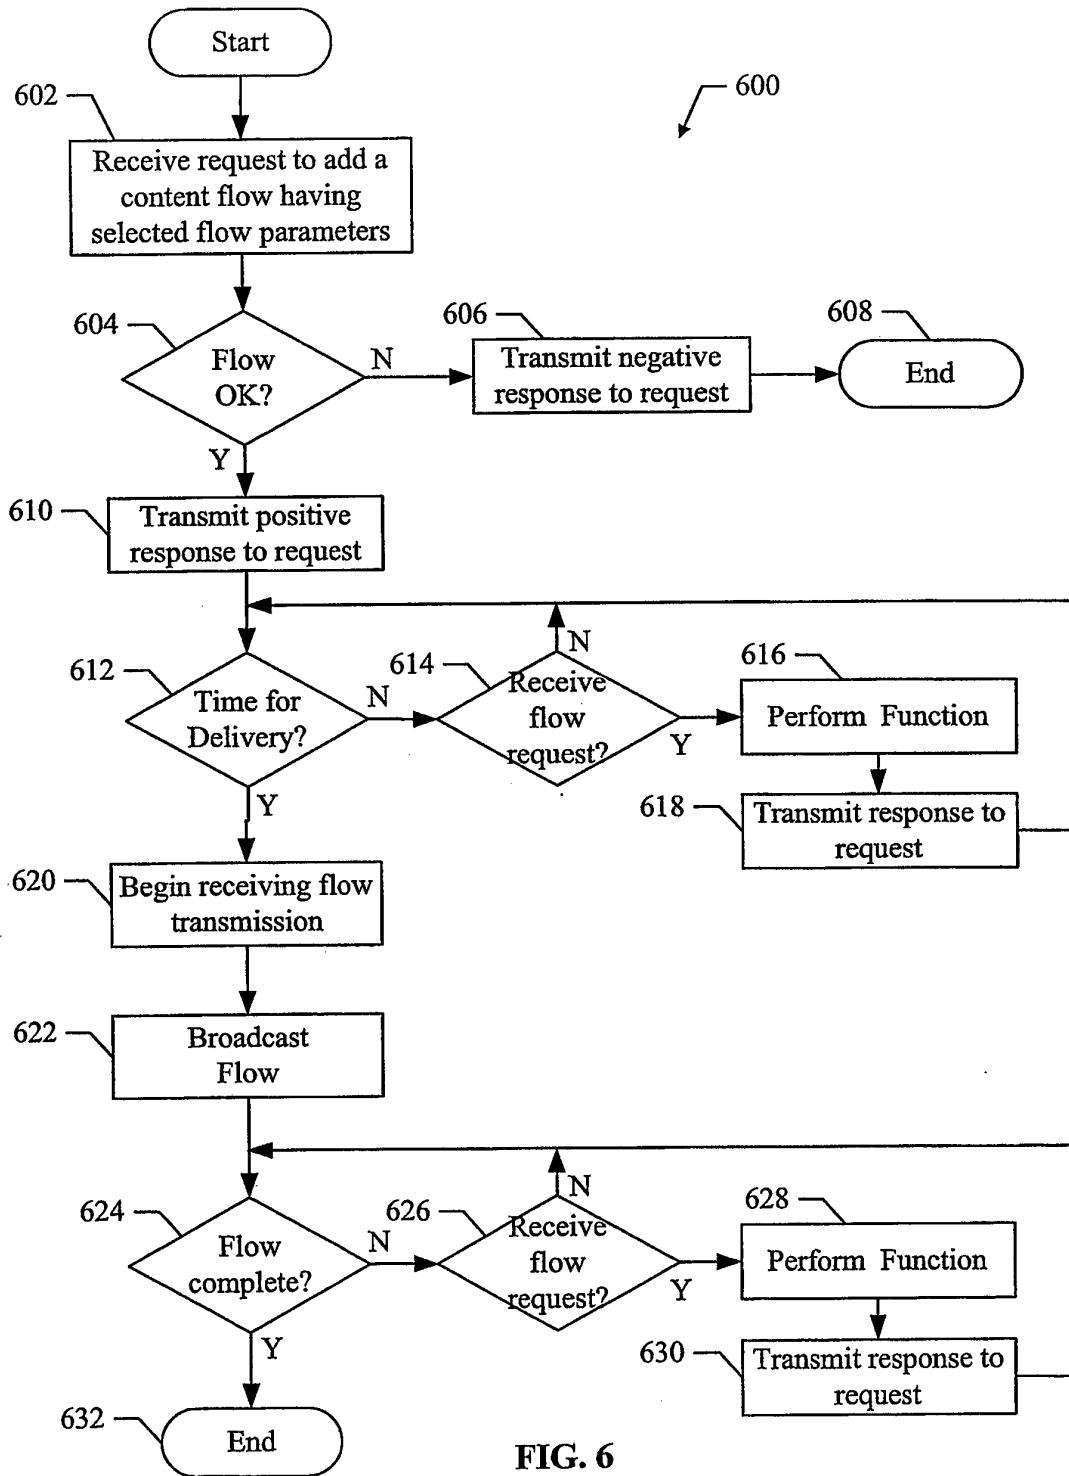 Start
602
600
Receive request to add a
content flow having
selected flow parameters
604
Flow
OK?
N
Y
606
Transmit negative
response to request
608
End
610
Transmit positive
response to request
612
Time for
Delivery?
N
Y
614
Receive
flow
request?
N
Y
616
Perform Function
618
Transmit response to
request
620
Begin receiving flow
transmission
622
Broadcast
Flow
624
Flow
complete?
N
Y
626
Receive
flow
request?
N
Y
628
Perform Function
630
Transmit response to
request
632
End
FIG. 6